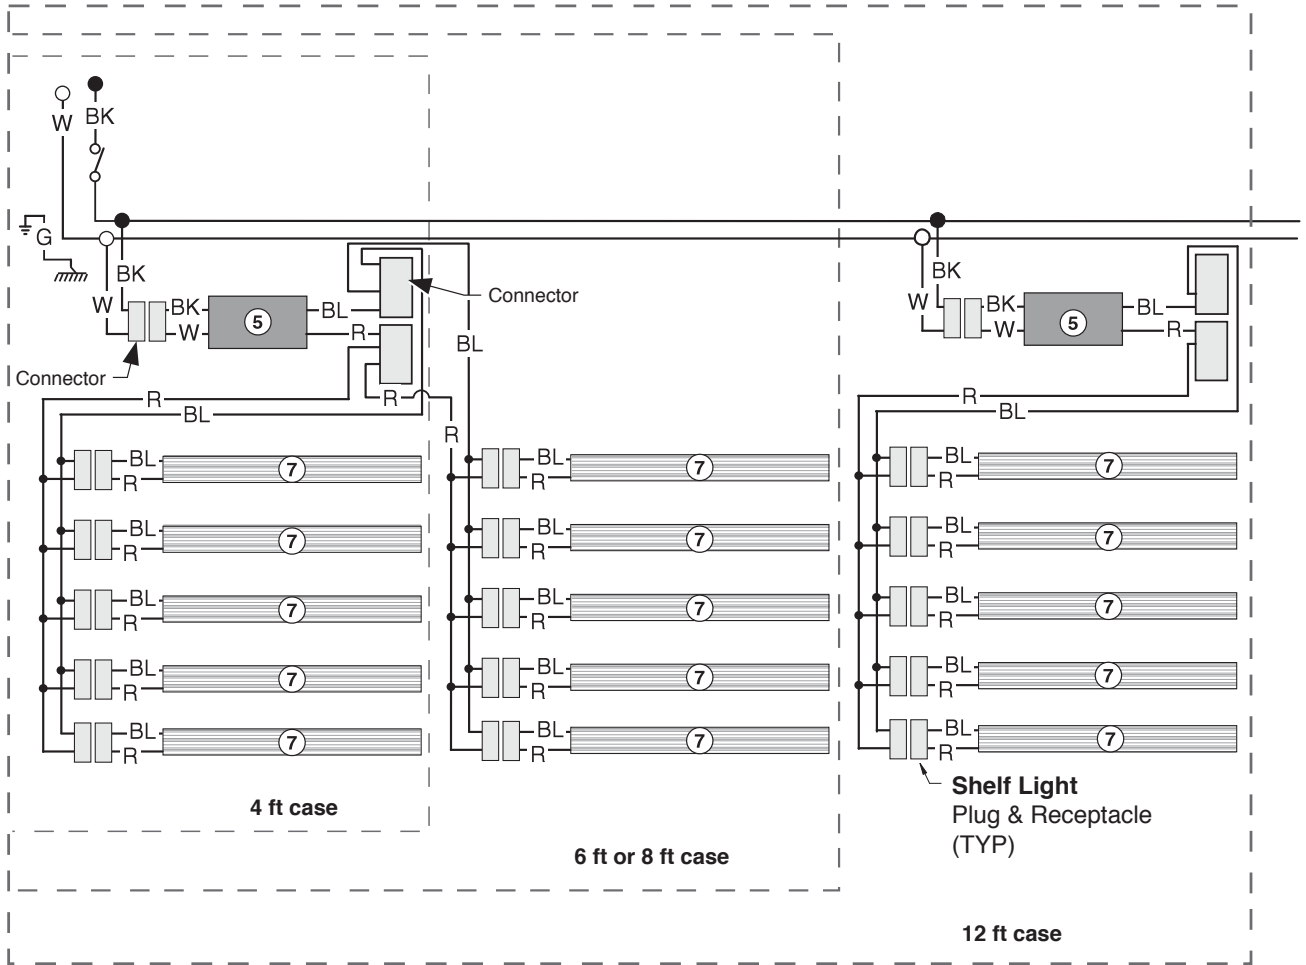 W
BK
G
BK
W
BK
W
5
BL
R
Connector
Connector
BL
R
R
BL
R
BK
W
BK
W
5
BL
R
R
BL
BL
R
7
BL
R
7
BL
R
7
BL
R
7
BL
R
7
BL
R
7
BL
R
7
BL
R
7
BL
R
7
BL
R
7
BL
R
7
BL
R
7
BL
R
7
BL
R
7
BL
R
7
Shelf Light
Plug & Receptacle
(TYP)
4 ft case
6 ft or 8 ft case
12 ft case